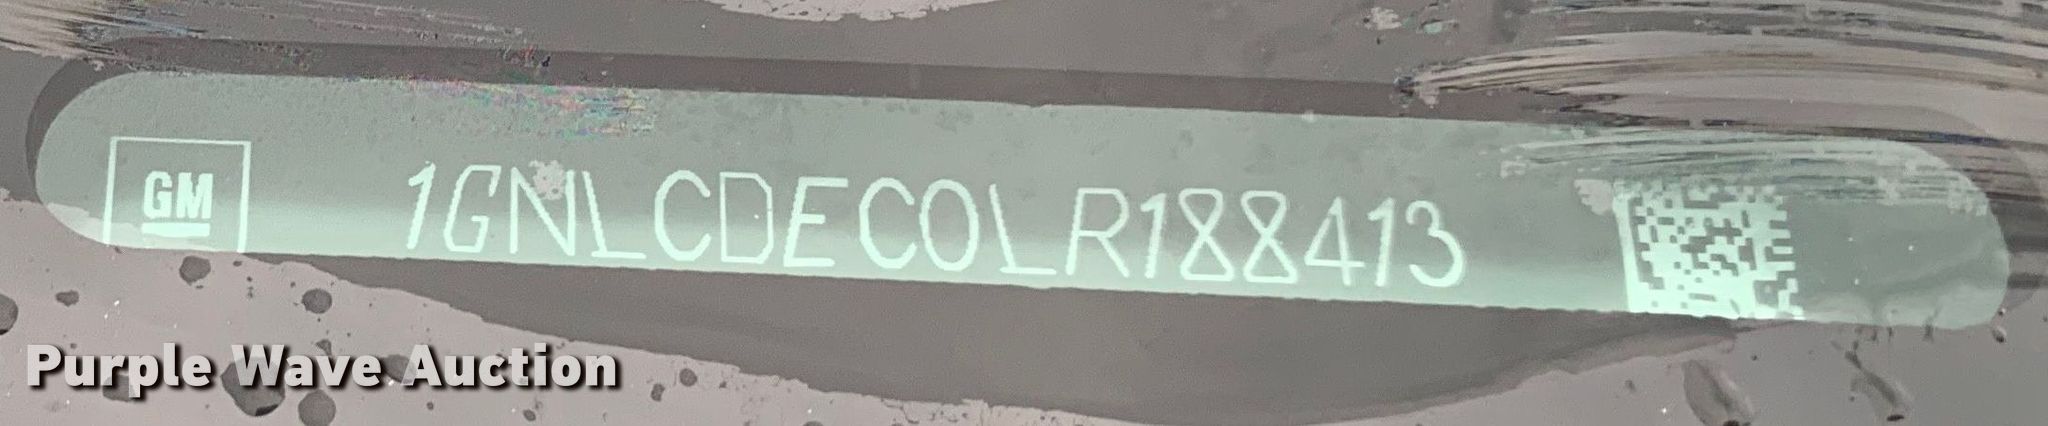 GM 1GNLCDEC0LR188413
Purple Wave Auction